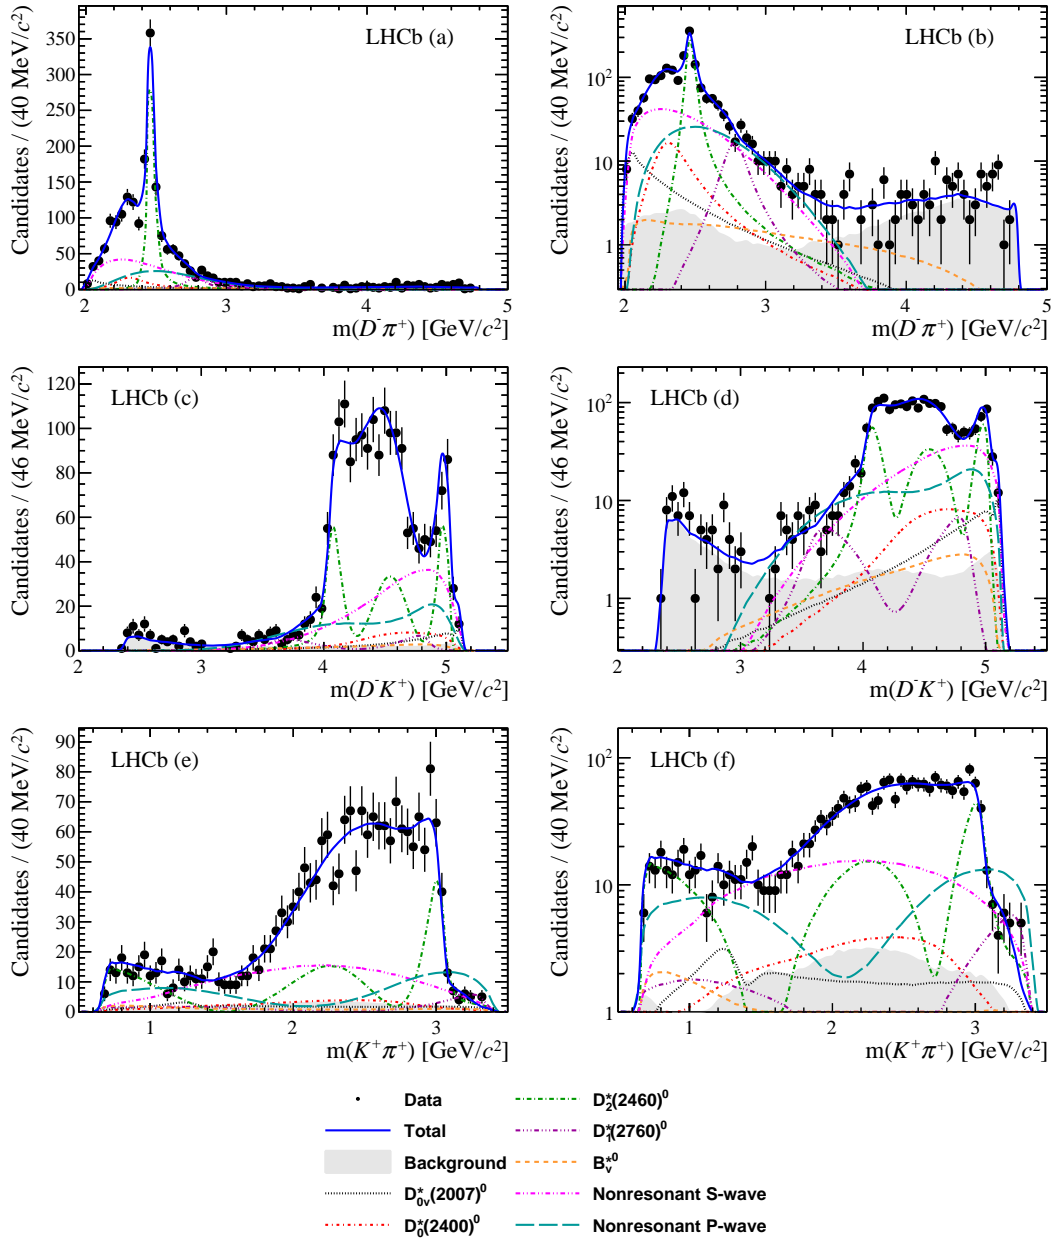 LHCb (a)
Candidates / (40 MeV/c²)
350
300
250
200
150
100
50
0
2 3 4 5
m(D⁻π⁺) [GeV/c²]
LHCb (b)
Candidates / (40 MeV/c²)
10²
10
1
2 3 4 5
m(D⁻π⁺) [GeV/c²]
LHCb (c)
Candidates / (46 MeV/c²)
120
100
80
60
40
20
0
2 3 4 5
m(D⁻K⁺) [GeV/c²]
LHCb (d)
Candidates / (46 MeV/c²)
10²
10
1
2 3 4 5
m(D⁻K⁺) [GeV/c²]
LHCb (e)
Candidates / (40 MeV/c²)
90
80
70
60
50
40
30
20
10
0
1 2 3
m(K⁺π⁺) [GeV/c²]
LHCb (f)
Candidates / (40 MeV/c²)
10²
10
1
1 2 3
m(K⁺π⁺) [GeV/c²]
Data
Total
Background
D*₀ᵥ(2007)⁰
D*₀(2400)⁰
D*₂(2460)⁰
D*₁(2760)⁰
B*⁰ᵥ
Nonresonant S-wave
Nonresonant P-wave